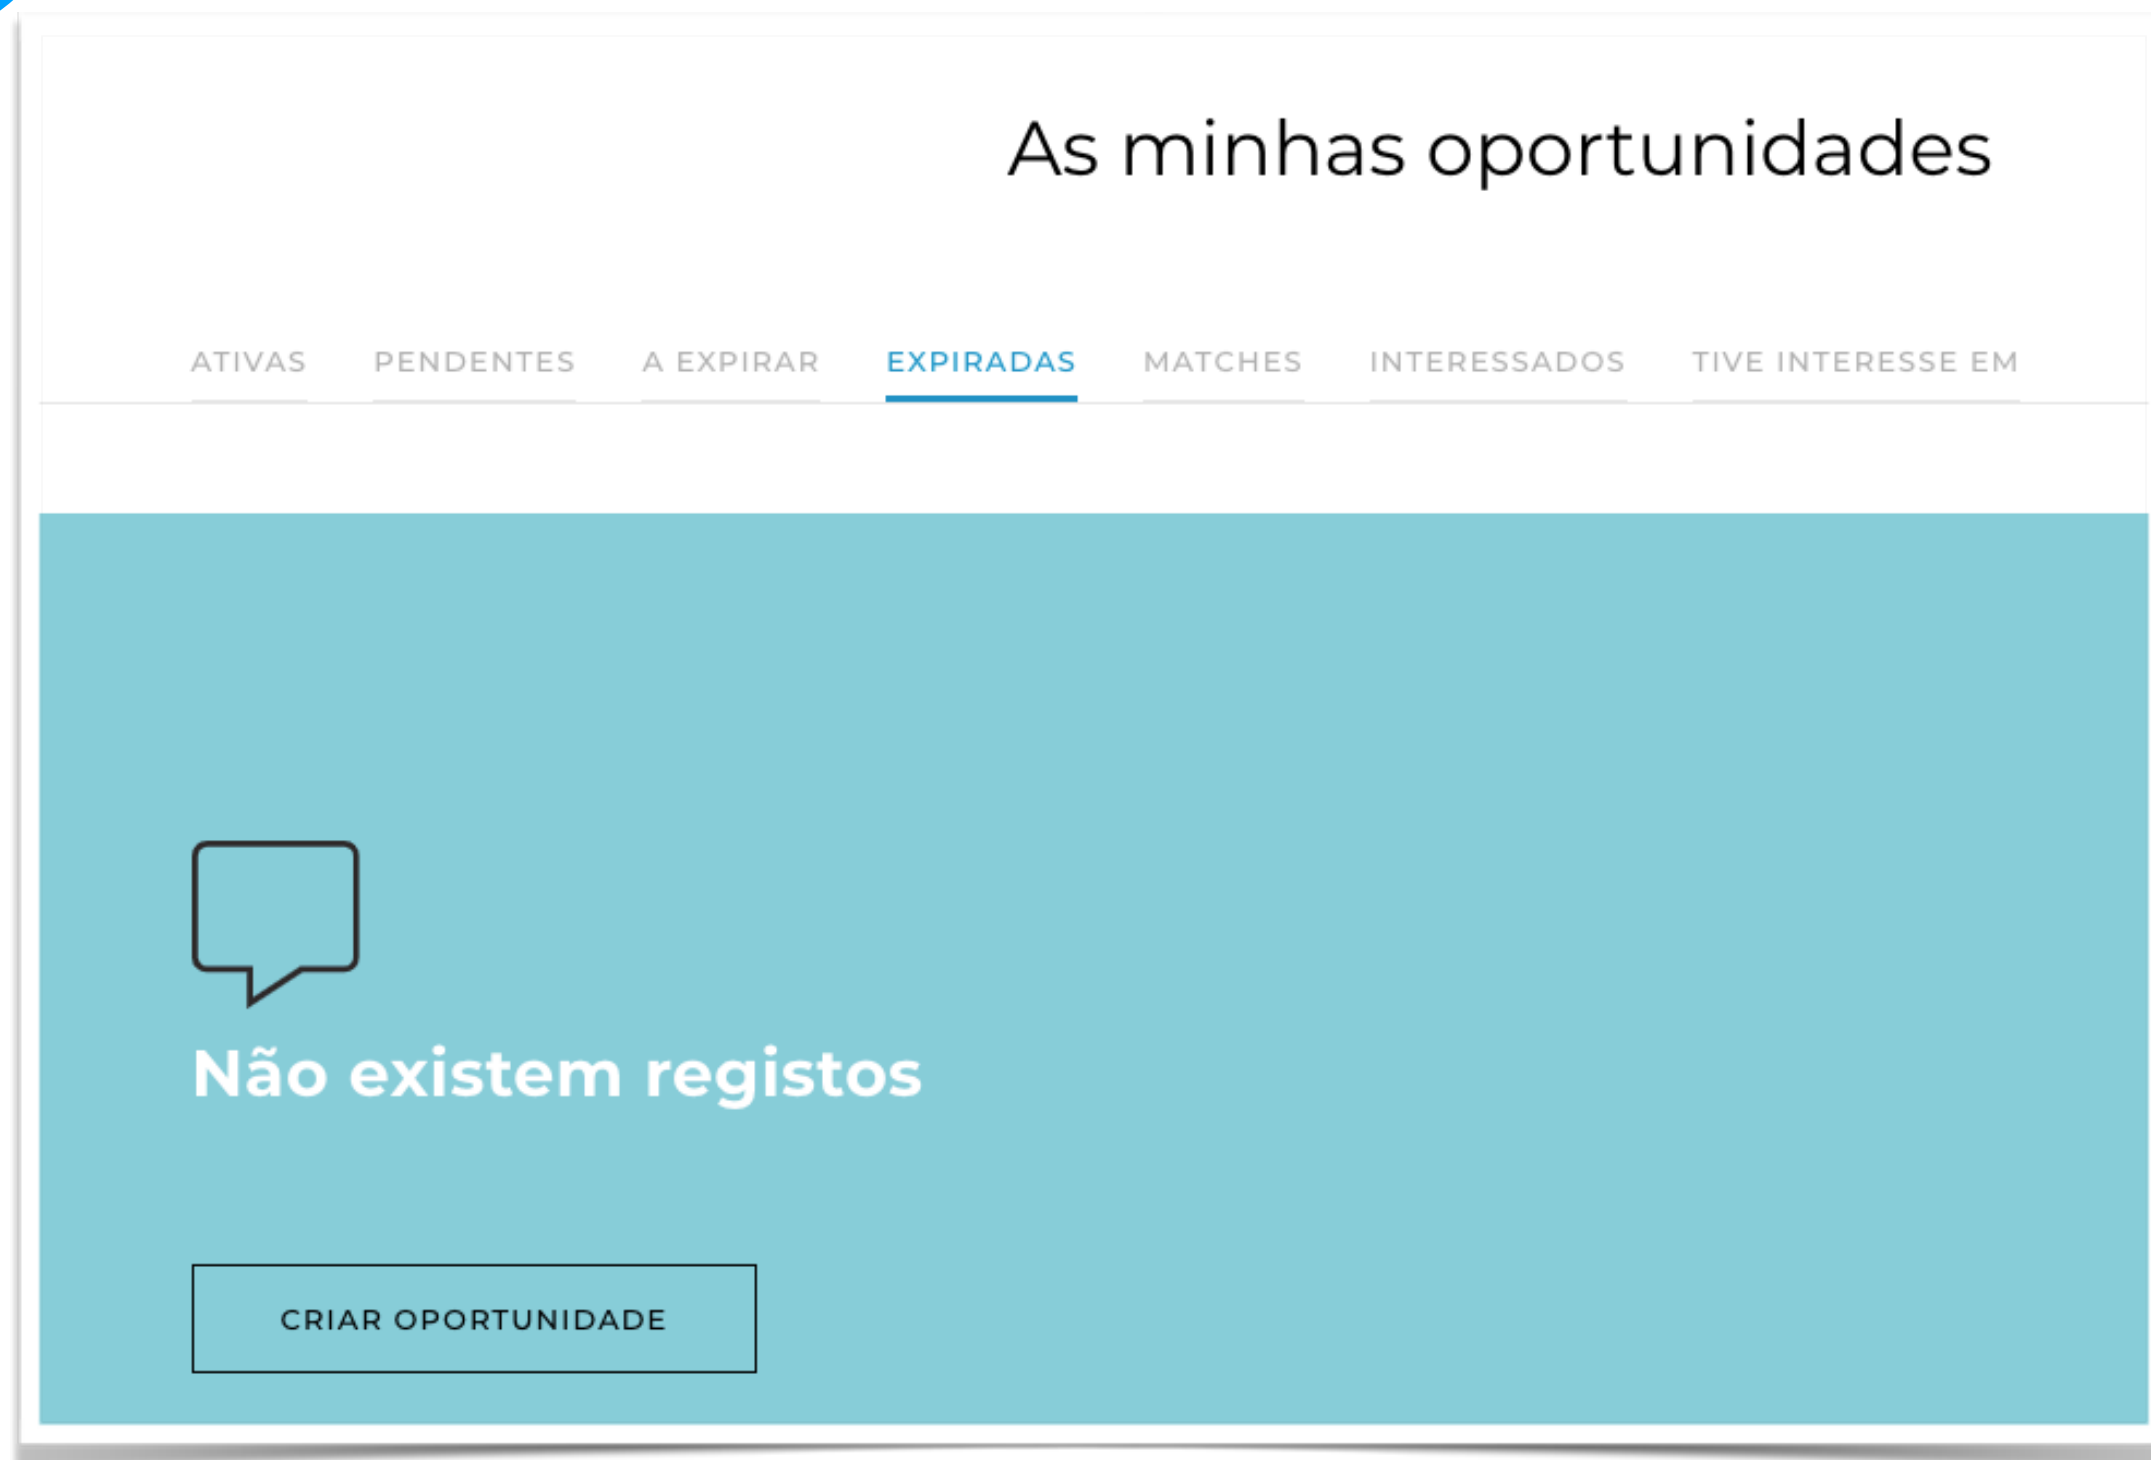 As minhas oportunidades
ATIVAS PENDENTES A EXPIRAR EXPIRADAS MATCHES INTERESSADOS TIVE INTERESSE EM
Não existem registos
CRIAR OPORTUNIDADE